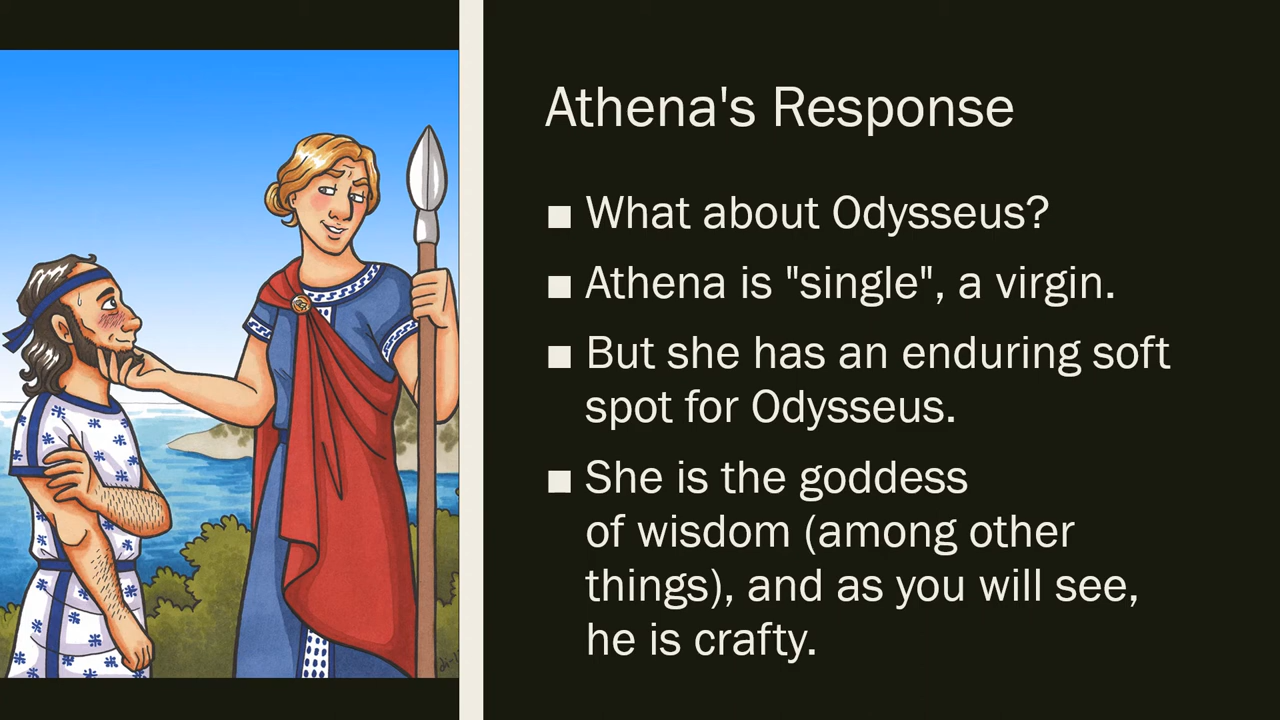 Athena's Response
■ What about Odysseus?
■ Athena is "single", a virgin.
■ But she has an enduring soft
spot for Odysseus.
■ She is the goddess
of wisdom (among other
things), and as you will see,
he is crafty.